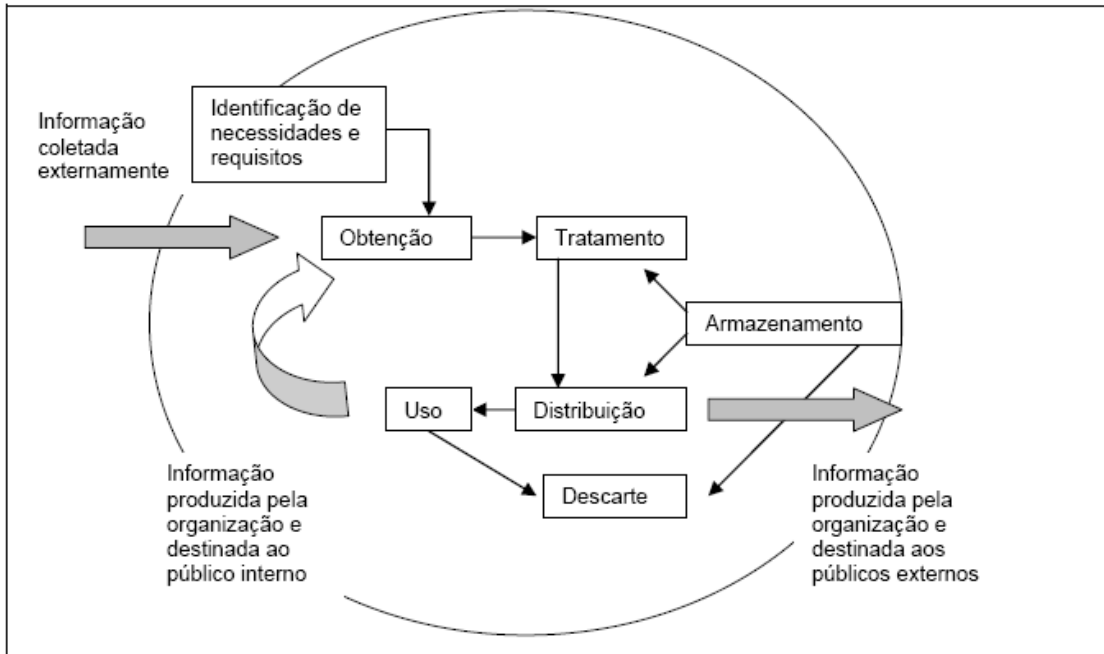 Informação
coletada
externamente
Identificação de
necessidades e
requisitos
Obtenção
Tratamento
Armazenamento
Uso
Distribuição
Descarte
Informação
produzida pela
organização e
destinada ao
público interno
Informação
produzida pela
organização e
destinada aos
públicos externos